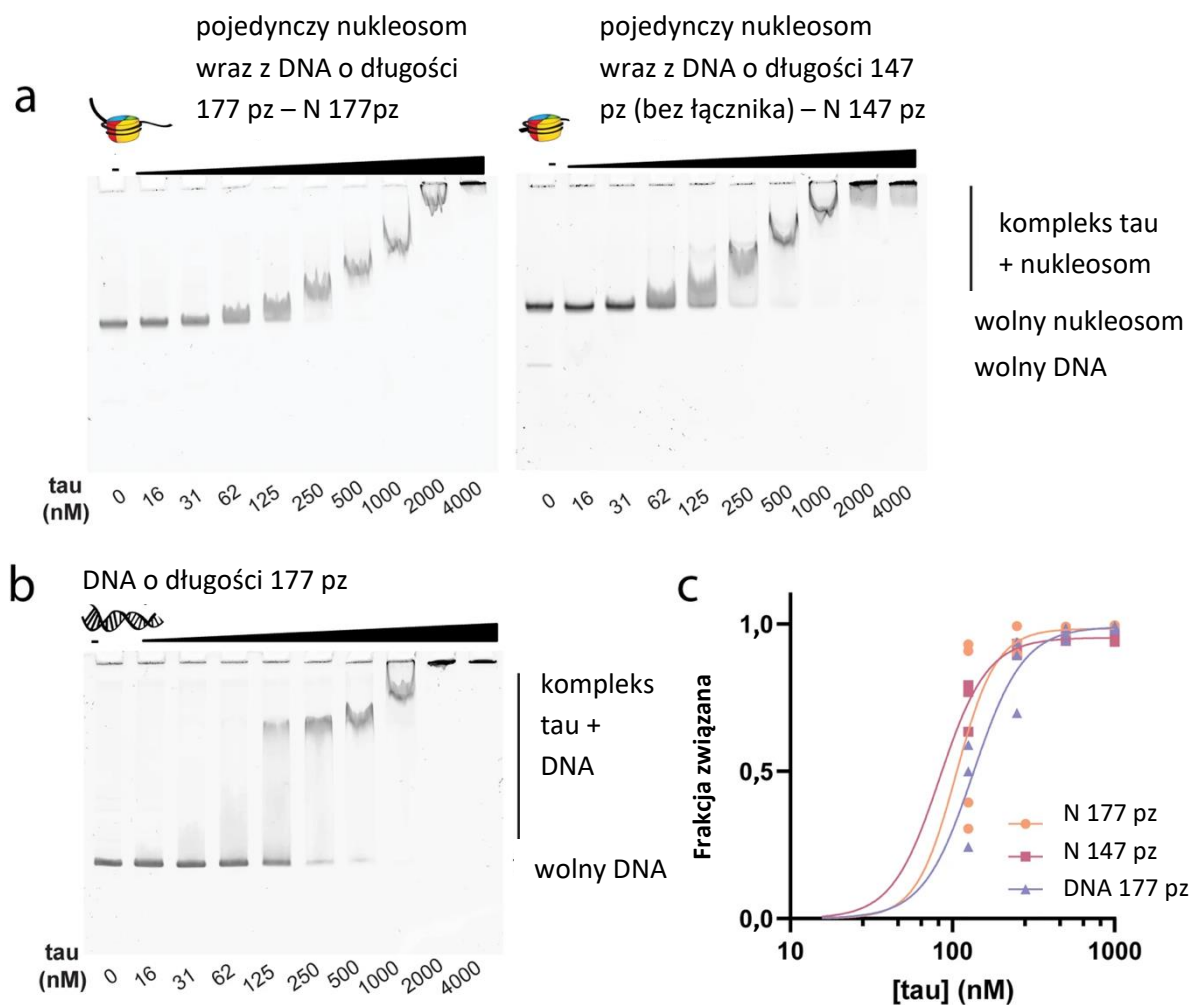 pojedynczy nukleosom
wraz z DNA o długości
177 pz – N 177pz
pojedynczy nukleosom
wraz z DNA o długości 147
pz (bez łącznika) – N 147 pz
a
-
-
kompleks tau
+ nukleosom
wolny nukleosom
wolny DNA
tau
(nM)
0 16 31 62 125 250 500 1000 2000 4000
0 16 31 62 125 250 500 1000 2000 4000
b
DNA o długości 177 pz
-
kompleks
tau +
DNA
wolny DNA
tau
(nM)
0 16 31 62 125 250 500 1000 2000 4000
c
Frakcja związana
1,0
0,5
0,0
N 177 pz
N 147 pz
DNA 177 pz
10 100 1000
[tau] (nM)